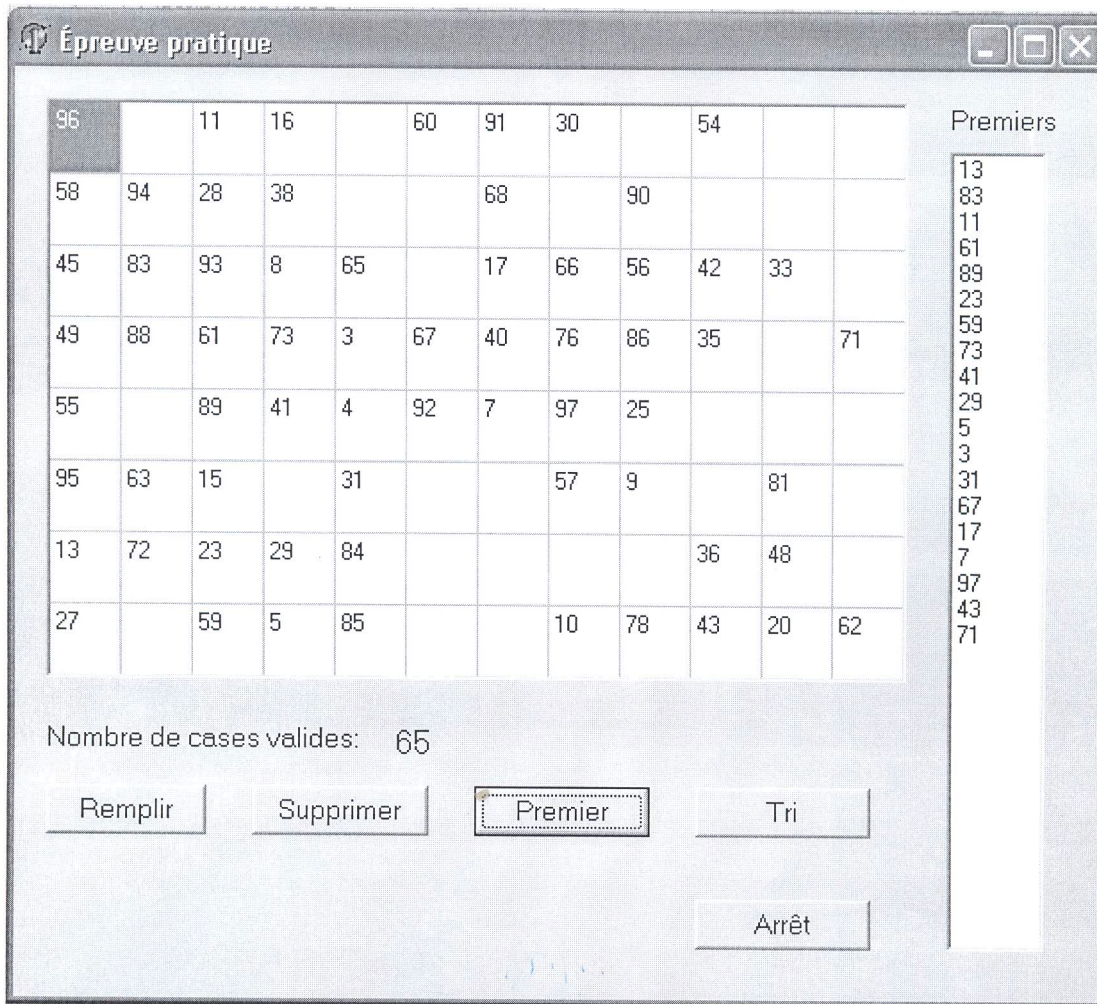 Épreuve pratique
96 11 16 60 91 30 54
58 94 28 38 68 90
45 83 93 8 65 17 66 56 42 33
49 88 61 73 3 67 40 76 86 35 71
55 89 41 4 92 7 97 25
95 63 15 31 57 9 81
13 72 23 29 84 36 48
27 59 5 85 10 78 43 20 62
Nombre de cases valides: 65
Remplir Supprimer Premier Tri
Arrêt
Premiers
13
83
11
61
89
23
59
73
41
29
5
3
31
67
17
7
97
43
71